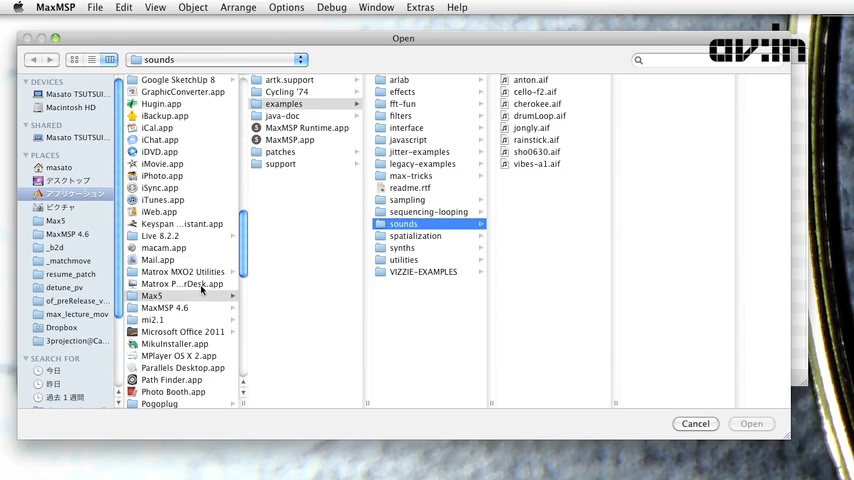 MaxMSP File Edit View Object Arrange Options Debug Window Extras Help
Open
av:in
sounds
DEVICES
Masato TSUTSUI...
Macintosh HD
SHARED
Masato TSUTSUI...
PLACES
masato
デスクトップ
アプリケーション
ピクチャ
Max5
MaxMSP 4.6
_b2d
_matchmove
resume_patch
detune_pv
of_preRelease_v...
max_lecture_mov
Dropbox
3projection@Ca...
SEARCH FOR
今日
昨日
過去 1 週間
Google SketchUp 8
GraphicConverter.app
Hugin.app
iBackup.app
iCal.app
iChat.app
iDVD.app
iMovie.app
iPhoto.app
iSync.app
iTunes.app
iWeb.app
Keyspan ...istant.app
Live 8.2.2
macam.app
Mail.app
Matrox MXO2 Utilities
Matrox P...rDesk.app
Max5
MaxMSP 4.6
mi2.1
Microsoft Office 2011
MikuInstaller.app
MPlayer OS X 2.app
Parallels Desktop.app
Path Finder.app
Photo Booth.app
Pogoplug
artk.support
Cycling '74
examples
java-doc
MaxMSP Runtime.app
MaxMSP.app
patches
support
arlab
effects
fft-fun
filters
interface
javascript
jitter-examples
legacy-examples
max-tricks
readme.rtf
sampling
sequencing-looping
sounds
spatialization
synths
utilities
VIZZIE-EXAMPLES
anton.aif
cello-f2.aif
cherokee.aif
drumLoop.aif
jongly.aif
rainstick.aif
sho0630.aif
vibes-a1.aif
Cancel
Open